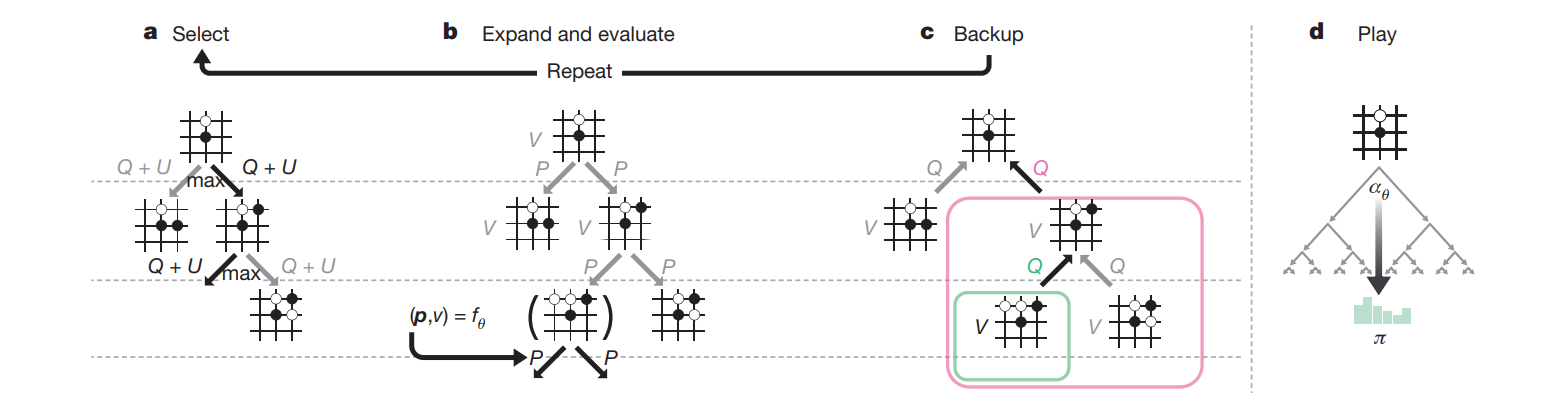 a Select
b Expand and evaluate
c Backup
d Play
Repeat
Q + U
max
Q + U
Q + U
max
Q + U
V
P
P
V
V
P
P
(p,v) = fθ
( )
P
P
Q
Q
V
V
Q
Q
V
V
αθ
π